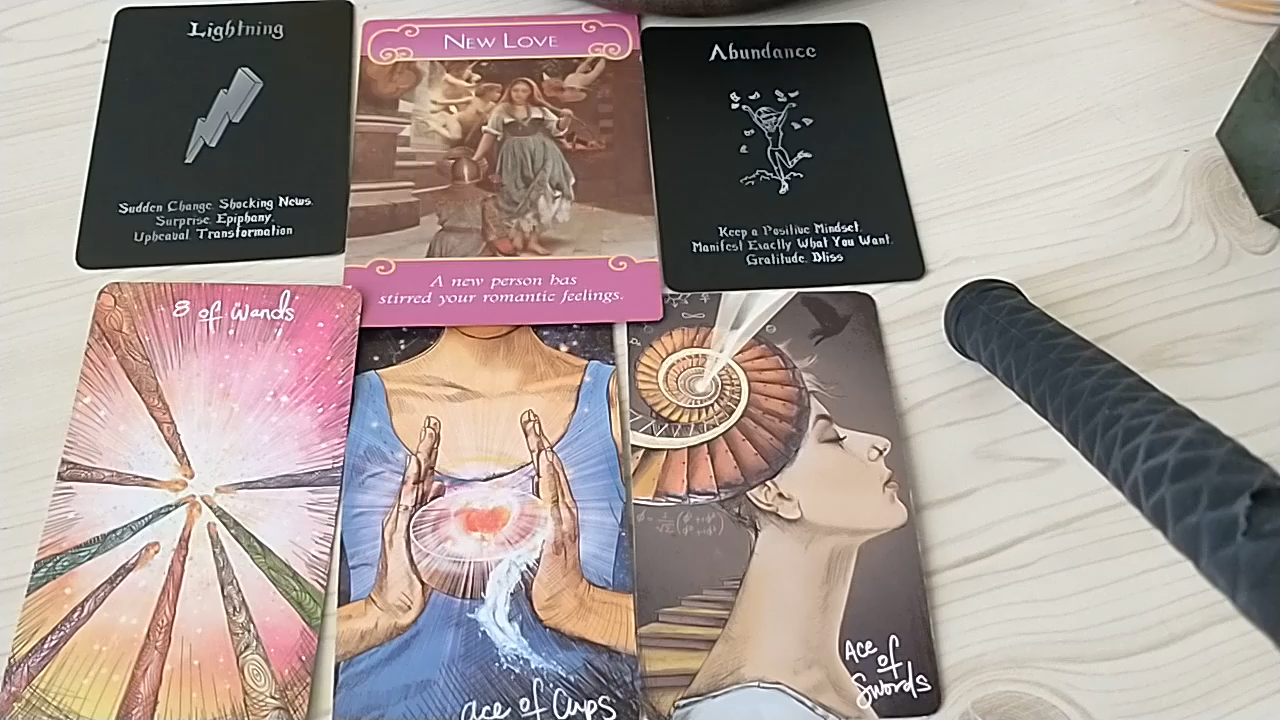 Lightning
Sudden Change. Shocking News.
Surprise. Epiphany.
Upheaval. Transformation
NEW LOVE
A new person has
stirred your romantic feelings.
Abundance
Keep a Positive Mindset.
Manifest Exactly What You Want.
Gratitude. Bliss
8 of Wands
Ace of Cups
Ace
of
Swords